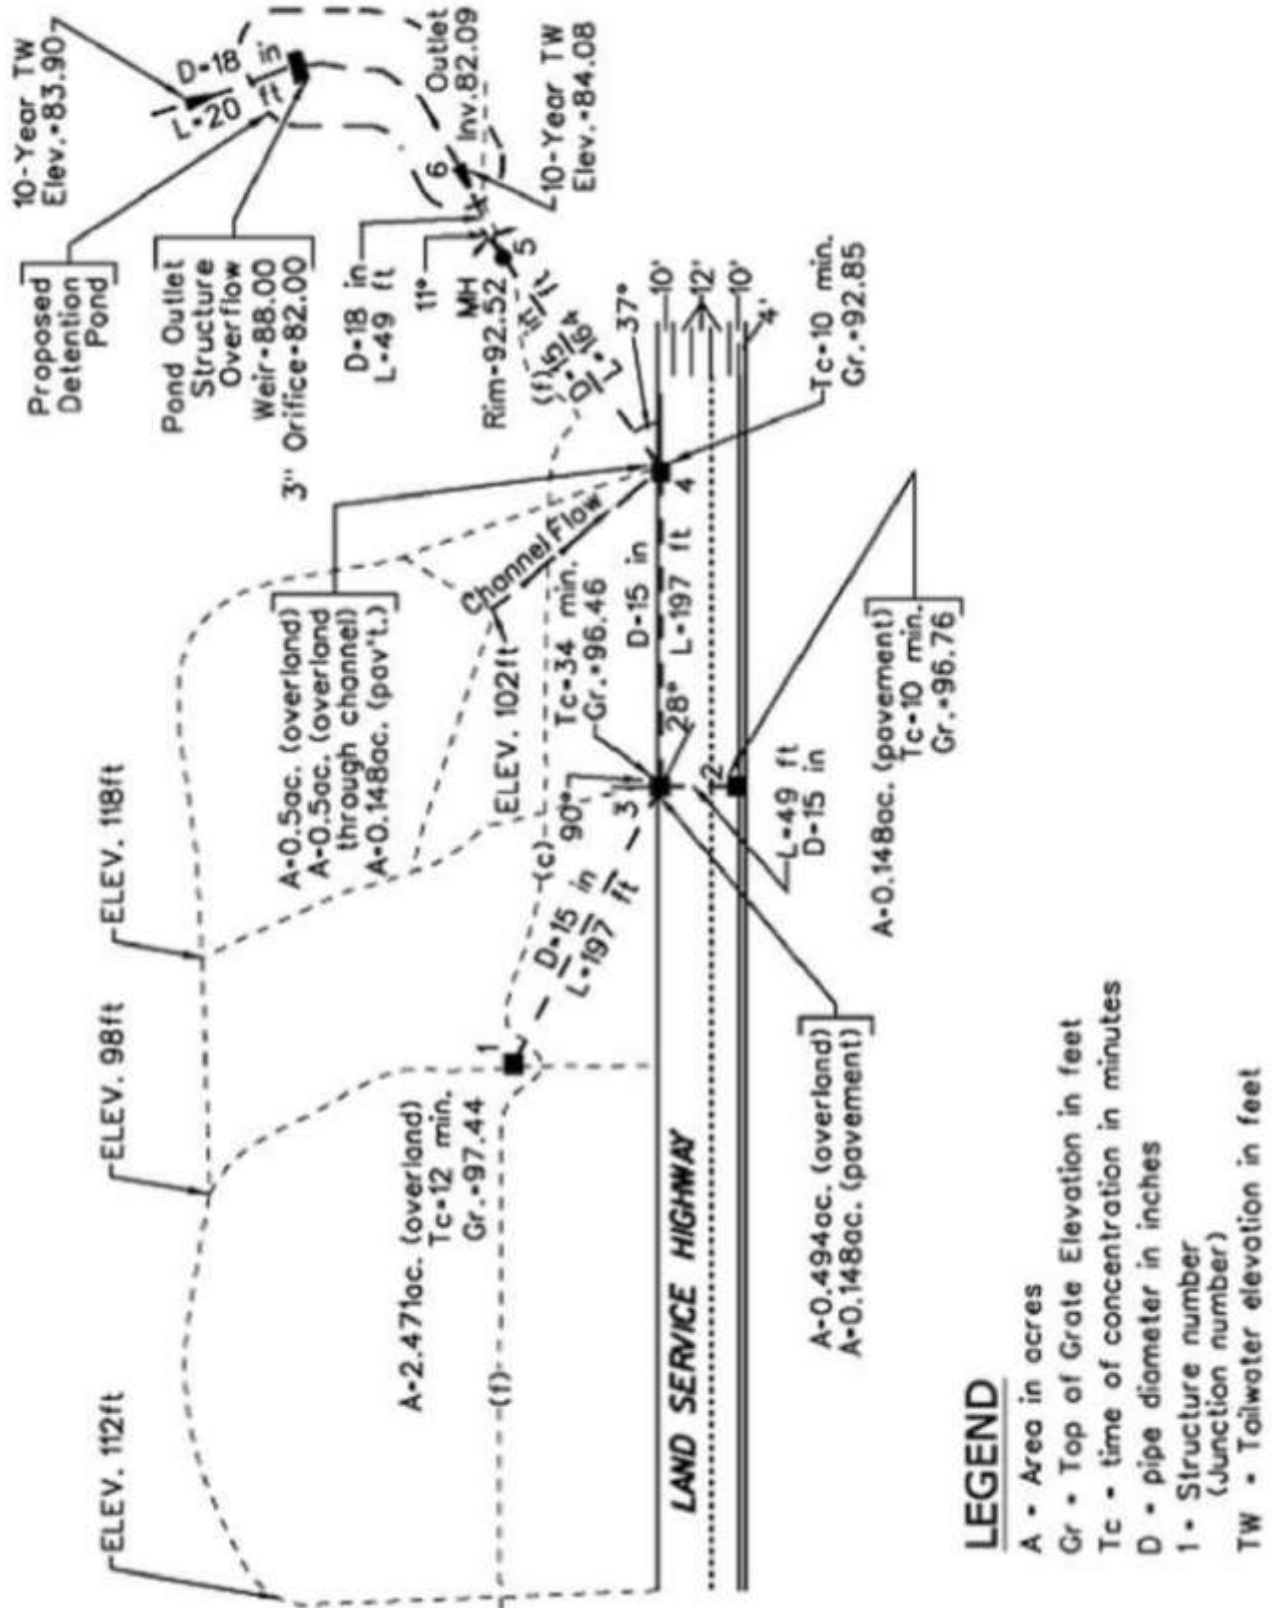 ELEV. 112ft
ELEV. 98ft
ELEV. 118ft
Proposed
Detention
Pond
10-Year TW
Elev.=83.90
D=18 in
L=20 ft
Pond Outlet
Structure
Overflow
Weir=88.00
3" Orifice=82.00
D=18 in
L=49 ft
11°
MH
Rim=92.52
5
6
Outlet
Inv.82.09
10-Year TW
Elev.=84.08
A=0.5ac. (overland)
A=0.5ac. (overland
through channel)
A=0.148ac. (pav't.)
Channel Flow
ELEV. 102ft
(f)
D=15 in
L=164 ft
37°
A=2.471ac. (overland)
Tc=12 min.
Gr.=97.44
1
(f)
(c)
D=15 in
L=197 ft
90°
3
Tc=34 min.
Gr.=96.46
28°
D=15 in
L=197 ft
4
10'
12'
10'
4'
Tc=10 min.
Gr.=92.85
LAND SERVICE HIGHWAY
2
L=49 ft
D=15 in
A=0.494ac. (overland)
A=0.148ac. (pavement)
A=0.148ac. (pavement)
Tc=10 min.
Gr.=96.76
LEGEND
A = Area in acres
Gr = Top of Grate Elevation in feet
Tc = time of concentration in minutes
D = pipe diameter in inches
1 = Structure number
(Junction number)
TW = Tailwater elevation in feet